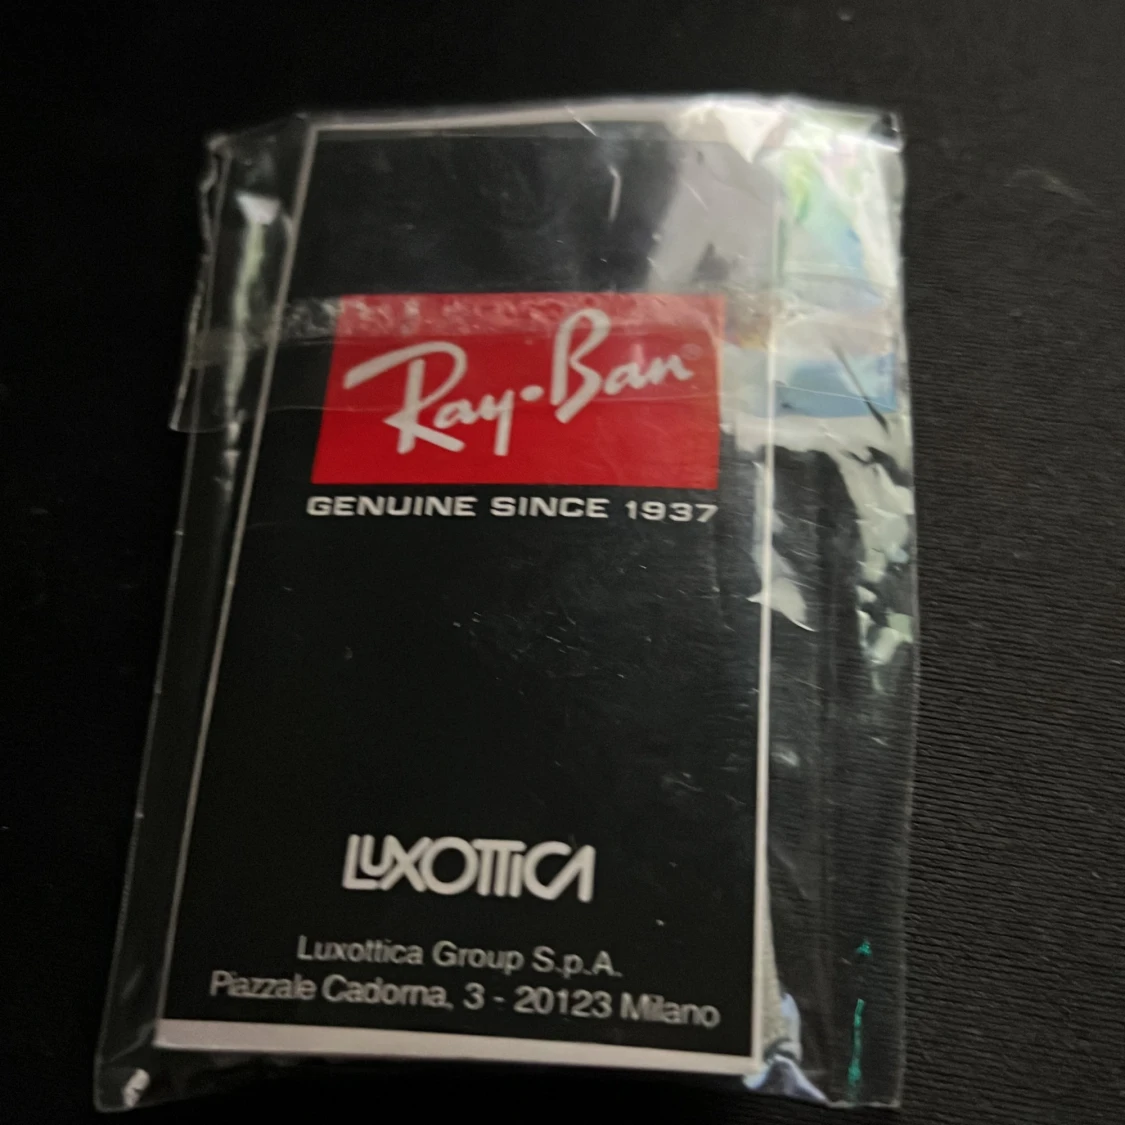 Ray-Ban®
GENUINE SINCE 1937
LUXOTTICA
Luxottica Group S.p.A.
Piazzale Cadorna, 3 - 20123 Milano